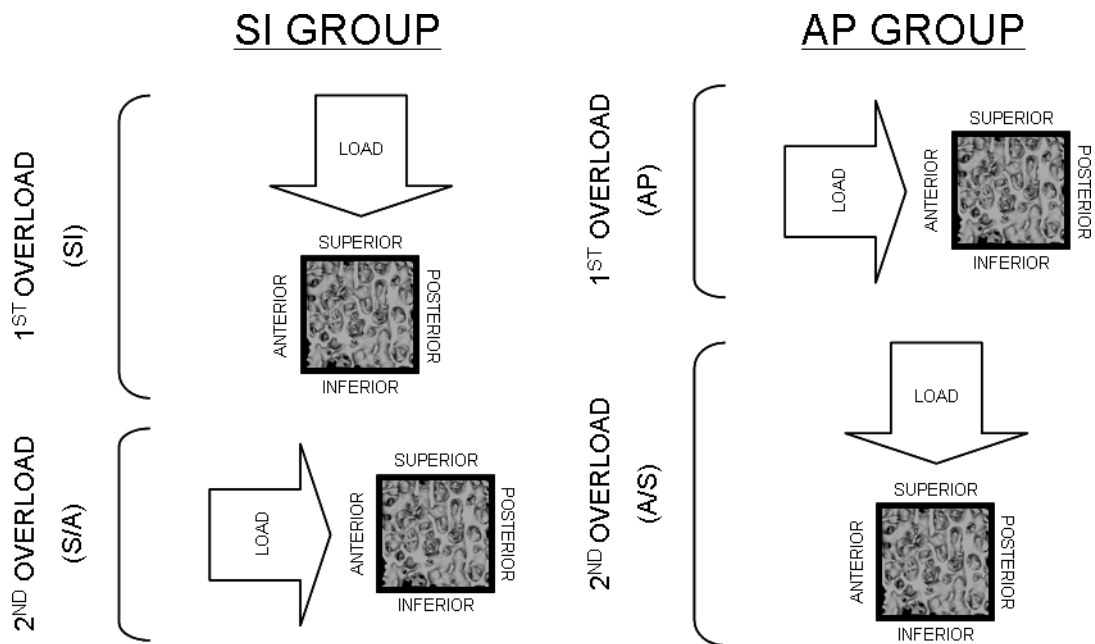 SI GROUP
1ST OVERLOAD
(SI)
LOAD
SUPERIOR
ANTERIOR
POSTERIOR
INFERIOR
2ND OVERLOAD
(S/A)
LOAD
SUPERIOR
ANTERIOR
POSTERIOR
INFERIOR
AP GROUP
1ST OVERLOAD
(AP)
LOAD
SUPERIOR
ANTERIOR
POSTERIOR
INFERIOR
2ND OVERLOAD
(A/S)
LOAD
SUPERIOR
ANTERIOR
POSTERIOR
INFERIOR